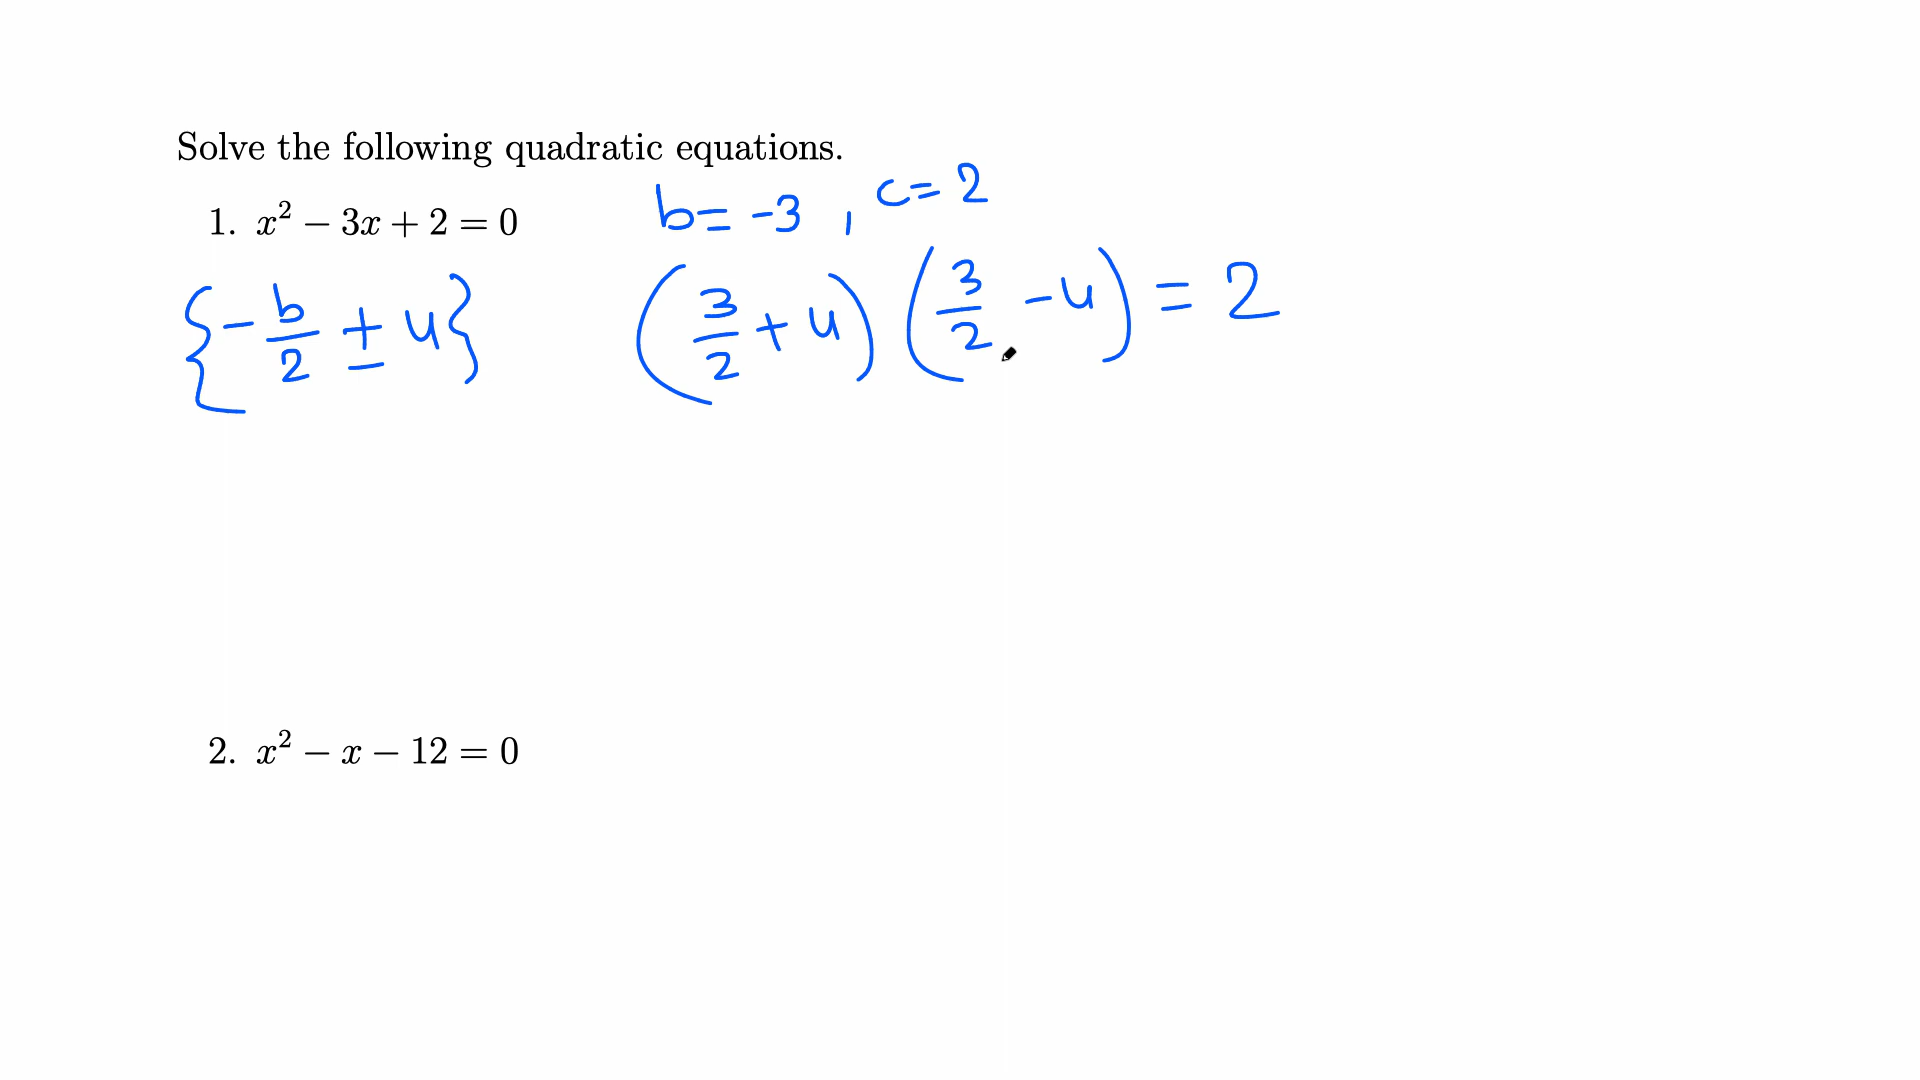 Solve the following quadratic equations.
1. x² − 3x + 2 = 0
b = -3 , c = 2
{-b/2 ± u}
(3/2 + u)(3/2 - u) = 2
2. x² − x − 12 = 0